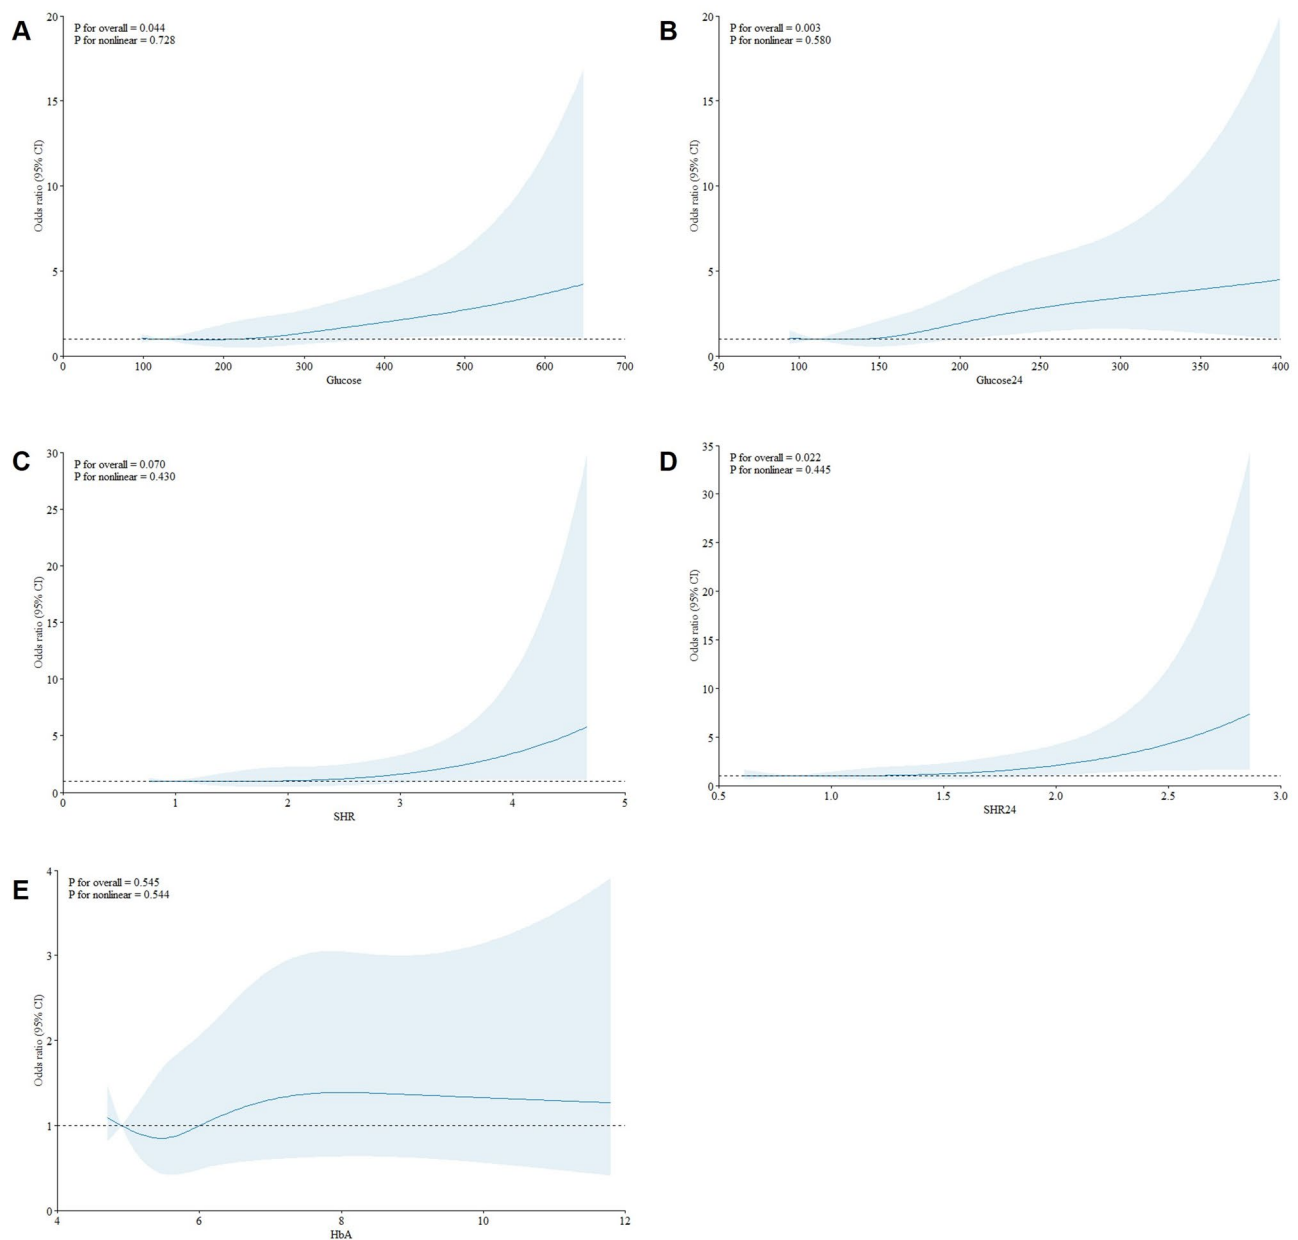 A
P for overall = 0.044
P for nonlinear = 0.728
20
15
10
5
0
Odds ratio (95% CI)
0 100 200 300 400 500 600 700
Glucose
B
P for overall = 0.003
P for nonlinear = 0.580
20
15
10
5
0
Odds ratio (95% CI)
50 100 150 200 250 300 350 400
Glucose24
C
P for overall = 0.070
P for nonlinear = 0.430
30
25
20
15
10
5
0
Odds ratio (95% CI)
0 1 2 3 4 5
SHR
D
P for overall = 0.022
P for nonlinear = 0.445
35
30
25
20
15
10
5
0
Odds ratio (95% CI)
0.5 1.0 1.5 2.0 2.5 3.0
SHR24
E
P for overall = 0.545
P for nonlinear = 0.544
4
3
2
1
0
Odds ratio (95% CI)
4 6 8 10 12
HbA